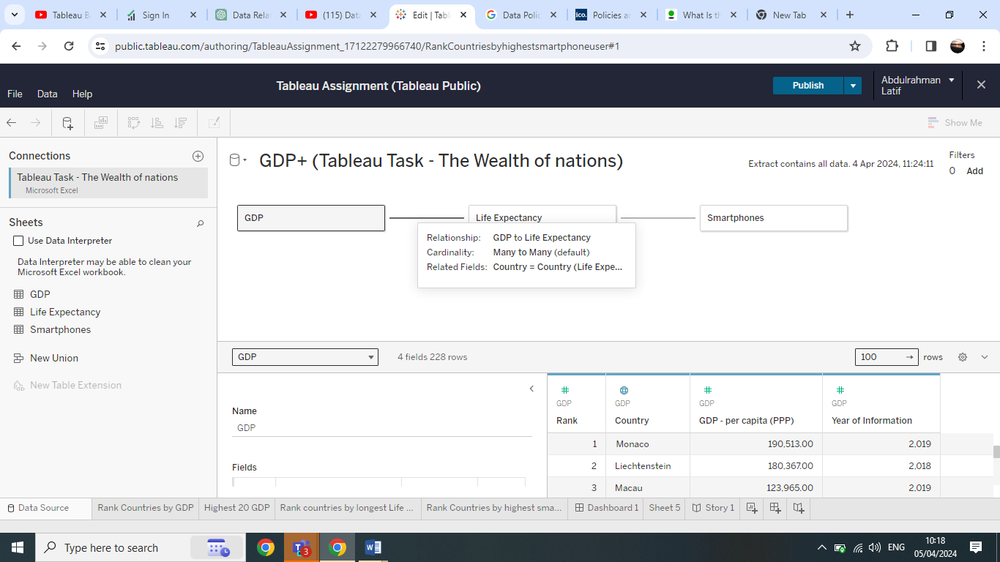 Tableau B
Sign In
Data Rela
(115) Data
Edit | Tabl
Data Polic
Policies a
What Is th
New Tab
public.tableau.com/authoring/TableauAssignment_17122279966740/RankCountriesbyhighestsmartphoneuser#1
File Data Help
Tableau Assignment (Tableau Public)
Publish
Abdulrahman
Latif
Show Me
Connections
Tableau Task - The Wealth of nations
Microsoft Excel
Sheets
Use Data Interpreter
Data Interpreter may be able to clean your
Microsoft Excel workbook.
GDP
Life Expectancy
Smartphones
New Union
New Table Extension
GDP+ (Tableau Task - The Wealth of nations)
Extract contains all data. 4 Apr 2024, 11:24:11
Filters
0 Add
GDP
Life Expectancy
Smartphones
Relationship: GDP to Life Expectancy
Cardinality: Many to Many (default)
Related Fields: Country = Country (Life Expe...
GDP
4 fields 228 rows
100 → rows
Name
GDP
Fields
GDP GDP GDP GDP
Rank Country GDP - per capita (PPP) Year of Information
1 Monaco 190,513.00 2,019
2 Liechtenstein 180,367.00 2,018
3 Macau 123,965.00 2,019
Data Source Rank Countries by GDP Highest 20 GDP Rank countries by longest Life ... Rank Countries by highest sma... Dashboard 1 Sheet 5 Story 1
Type here to search
3
ENG
10:18
05/04/2024